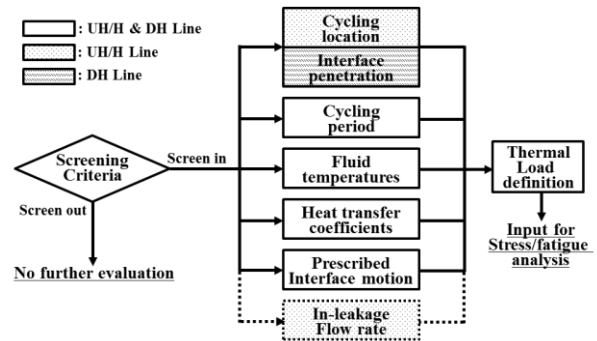 : UH/H & DH Line
: UH/H Line
: DH Line
Cycling
location
Interface
penetration
Cycling
period
Screening
Criteria
Screen in
Screen out
No further evaluation
Fluid
temperatures
Heat transfer
coefficients
Prescribed
Interface motion
In-leakage
Flow rate
Thermal
Load
definition
Input for
Stress/fatigue
analysis